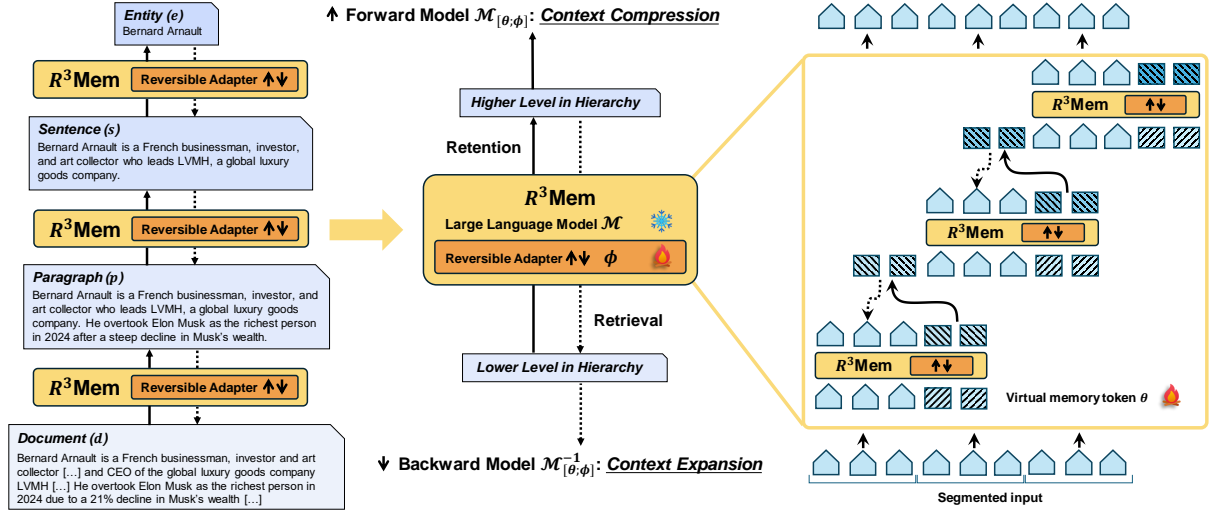 Entity (e)
Bernard Arnault
R³Mem
Reversible Adapter
Sentence (s)
Bernard Arnault is a French businessman, investor,
and art collector who leads LVMH, a global luxury
goods company.
R³Mem
Reversible Adapter
Paragraph (p)
Bernard Arnault is a French businessman, investor, and
art collector who leads LVMH, a global luxury goods
company. He overtook Elon Musk as the richest person
in 2024 after a steep decline in Musk's wealth.
R³Mem
Reversible Adapter
Document (d)
Bernard Arnault is a French businessman, investor and art
collector […] and CEO of the global luxury goods company
LVMH […] He overtook Elon Musk as the richest person in
2024 due to a 21% decline in Musk's wealth […]
Forward Model ℳ[θ;ϕ]: Context Compression
Higher Level in Hierarchy
Retention
R³Mem
Large Language Model ℳ
Reversible Adapter ϕ
Retrieval
Lower Level in Hierarchy
Backward Model ℳ⁻¹[θ;ϕ]: Context Expansion
R³Mem
R³Mem
R³Mem
Virtual memory token θ
Segmented input